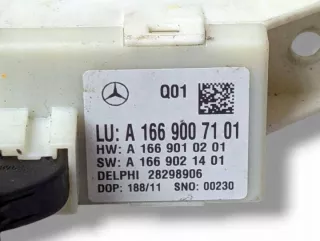 Q01
LU: A 166 900 71 01
HW: A 166 901 02 01
SW: A 166 902 14 01
DELPHI 28298906
DOP: 188/11 SNO: 00230